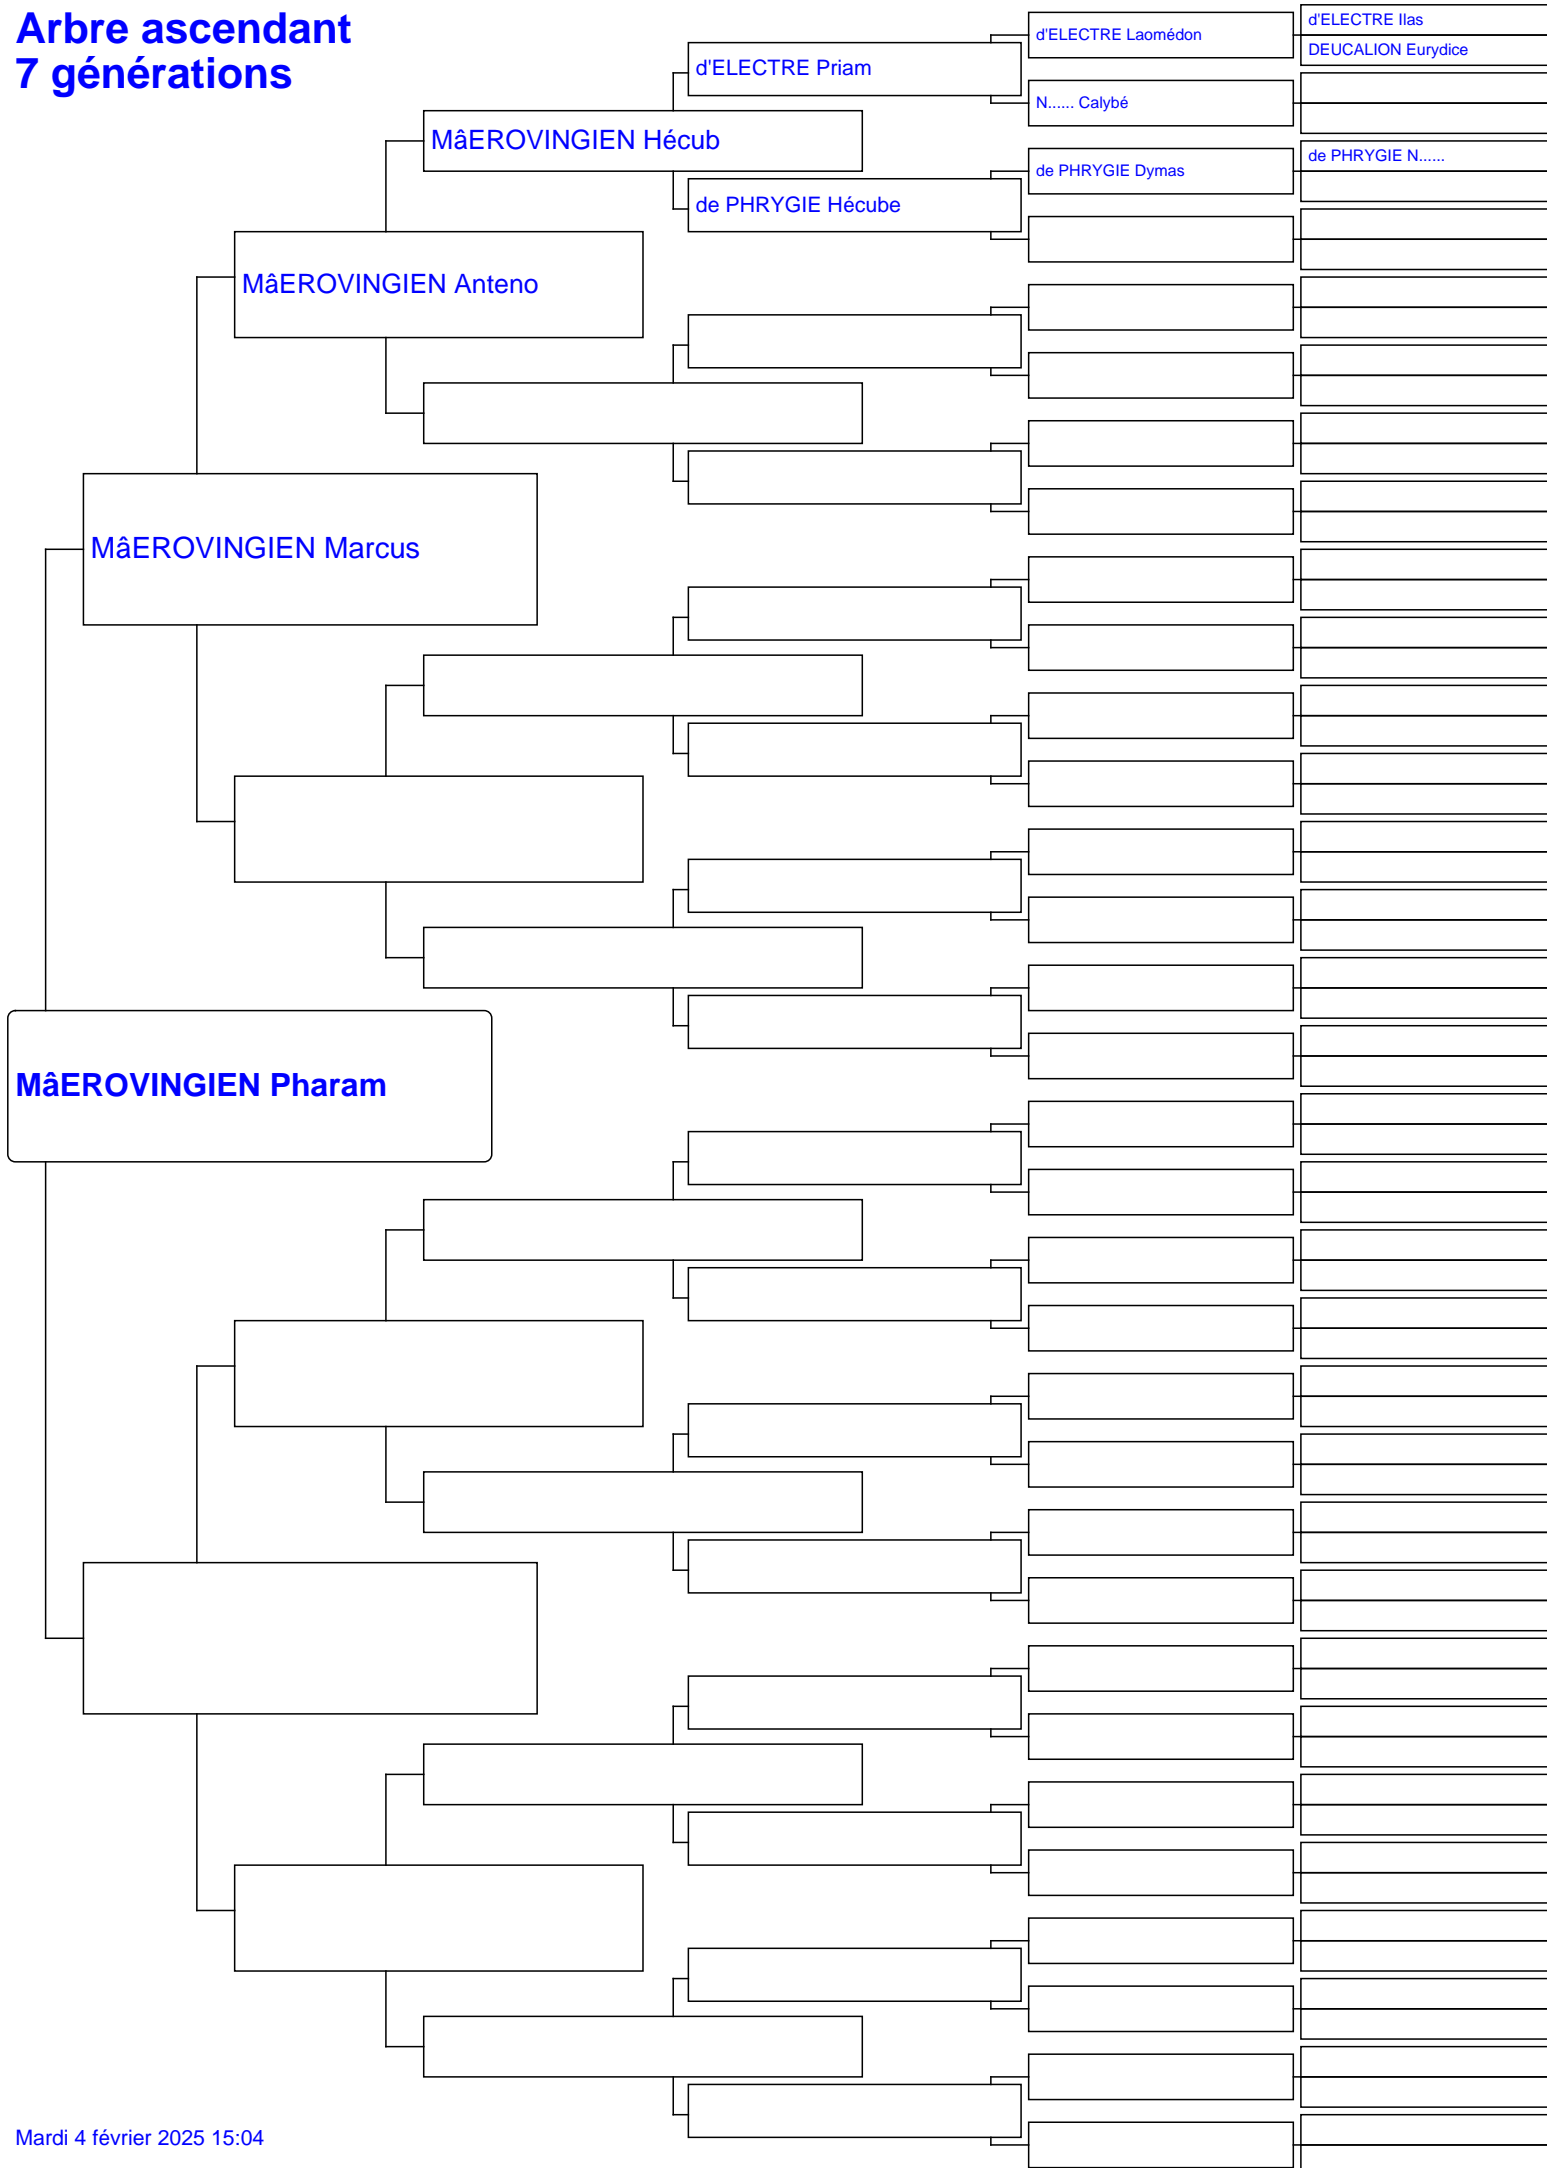 Arbre ascendant
7 générations
d'ELECTRE Ilas
d'ELECTRE Laomédon
DEUCALION Eurydice
d'ELECTRE Priam
N...... Calybé
MâEROVINGIEN Hécub
de PHRYGIE N......
de PHRYGIE Dymas
de PHRYGIE Hécube
MâEROVINGIEN Anteno
MâEROVINGIEN Marcus
MâEROVINGIEN Pharam
Mardi 4 février 2025 15:04